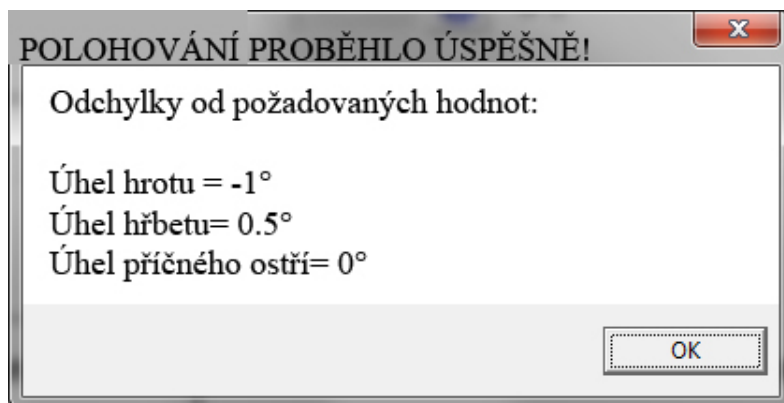 POLOHOVÁNÍ PROBĚHLO ÚSPĚŠNĚ!
Odchylky od požadovaných hodnot:
Úhel hrotu = -1°
Úhel hřbetu= 0.5°
Úhel příčného ostří= 0°
OK